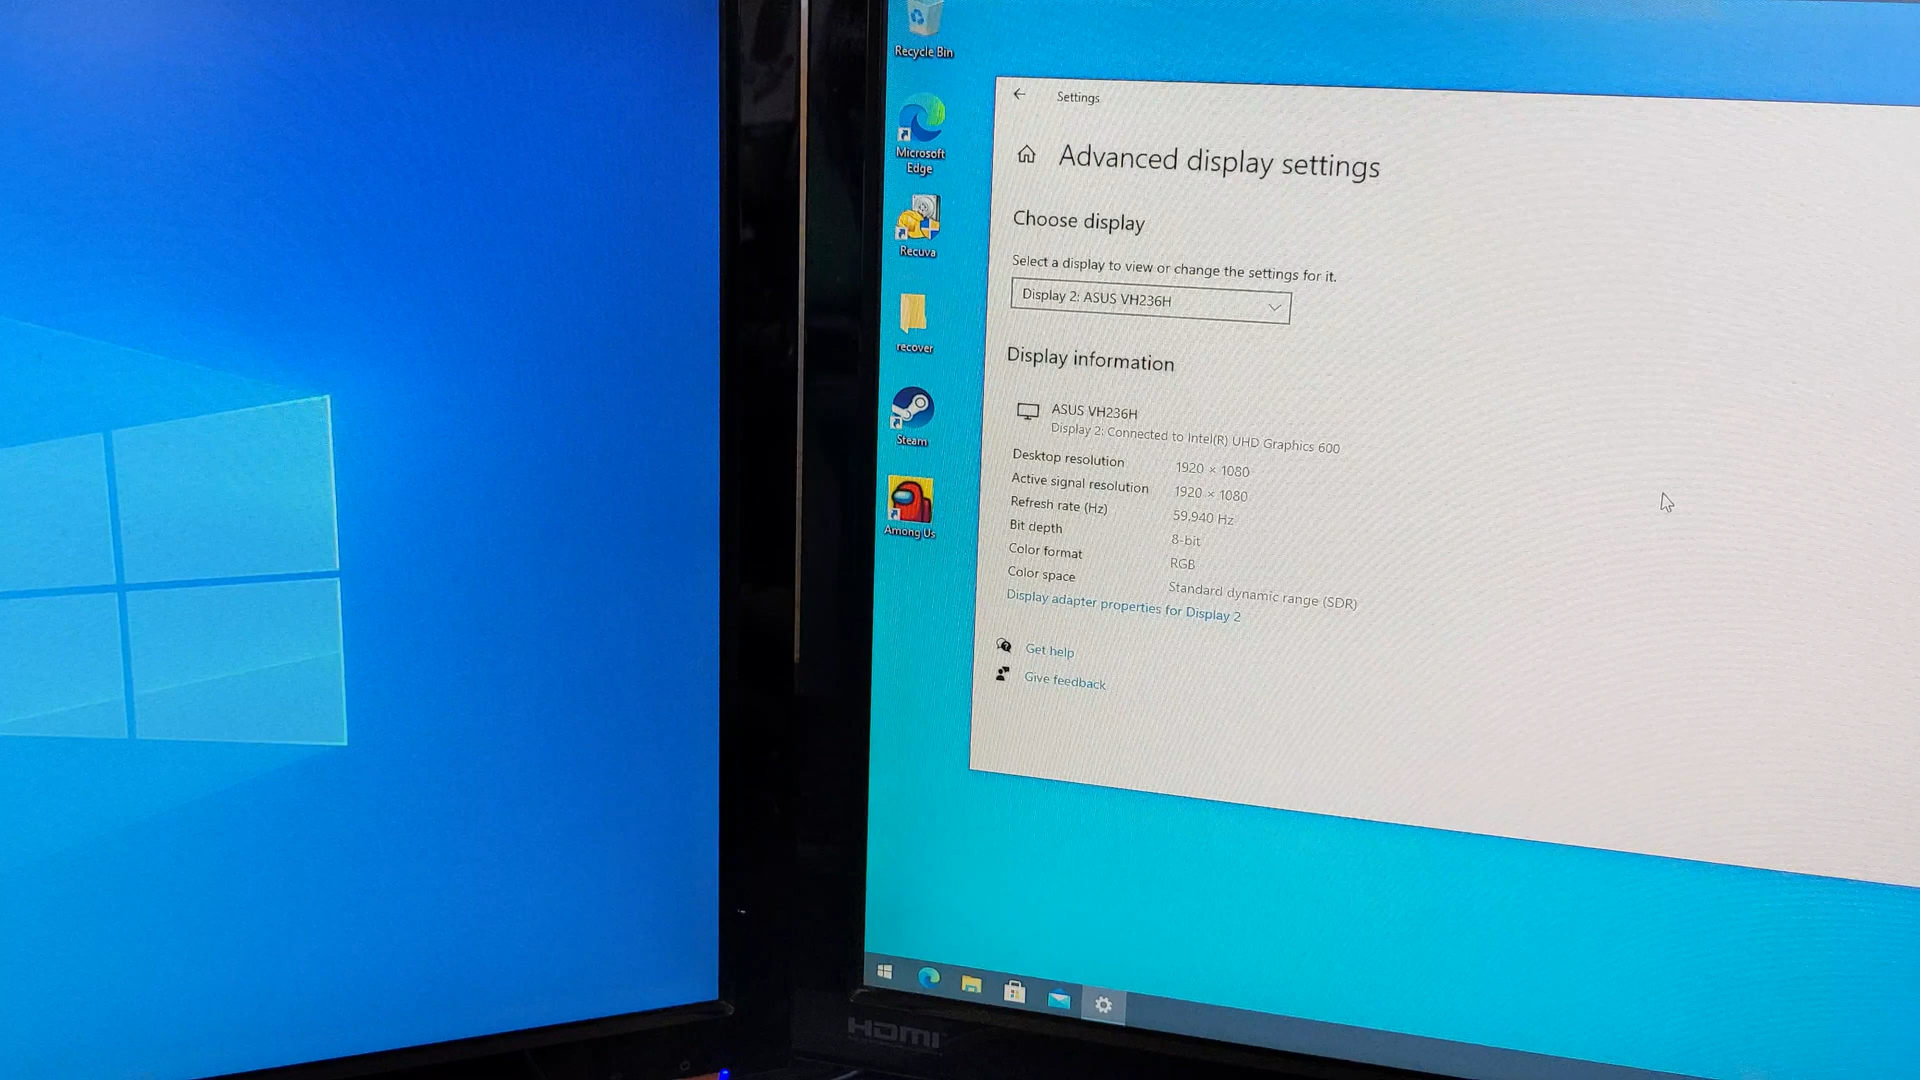 Recycle Bin
Microsoft
Edge
Recuva
recover
Steam
Among Us
Settings
Advanced display settings
Choose display
Select a display to view or change the settings for it.
Display 2: ASUS VH236H
Display information
ASUS VH236H
Display 2: Connected to Intel(R) UHD Graphics 600
Desktop resolution 1920 × 1080
Active signal resolution 1920 × 1080
Refresh rate (Hz) 59.940 Hz
Bit depth 8-bit
Color format RGB
Color space Standard dynamic range (SDR)
Display adapter properties for Display 2
Get help
Give feedback
HDMI